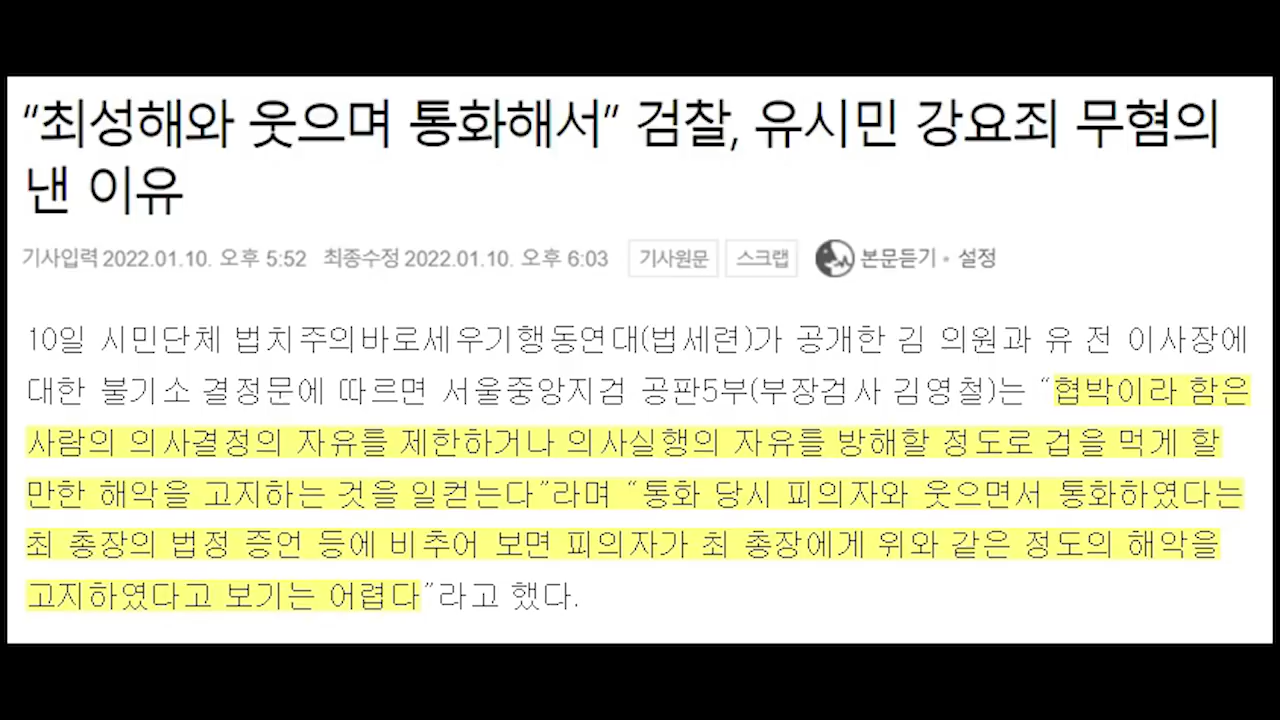 "최성해와 웃으며 통화해서" 검찰, 유시민 강요죄 무혐의
낸 이유
기사입력 2022.01.10. 오후 5:52 최종수정 2022.01.10. 오후 6:03 기사원문 스크랩 본문듣기 · 설정
10일 시민단체 법치주의바로세우기행동연대(법세련)가 공개한 김 의원과 유 전 이사장에
대한 불기소 결정문에 따르면 서울중앙지검 공판5부(부장검사 김영철)는 “협박이라 함은
사람의 의사결정의 자유를 제한하거나 의사실행의 자유를 방해할 정도로 겁을 먹게 할
만한 해악을 고지하는 것을 일컫는다”라며 “통화 당시 피의자와 웃으면서 통화하였다는
최 총장의 법정 증언 등에 비추어 보면 피의자가 최 총장에게 위와 같은 정도의 해악을
고지하였다고 보기는 어렵다”라고 했다.